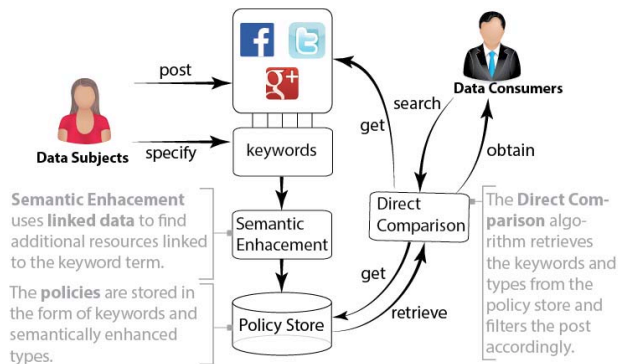 post
Data Subjects
specify
f
t
g+
keywords
Data Consumers
search
get
obtain
Semantic Enhacement
uses linked data to find
additional resources linked
to the keyword term.
Semantic
Enhacement
Direct
Comparison
The Direct Com-
parison algo-
rithm retrieves
the keywords and
types from the
policy store and
filters the post
accordingly.
The policies are stored in
the form of keywords and
semantically enhanced
types.
get
retrieve
Policy Store